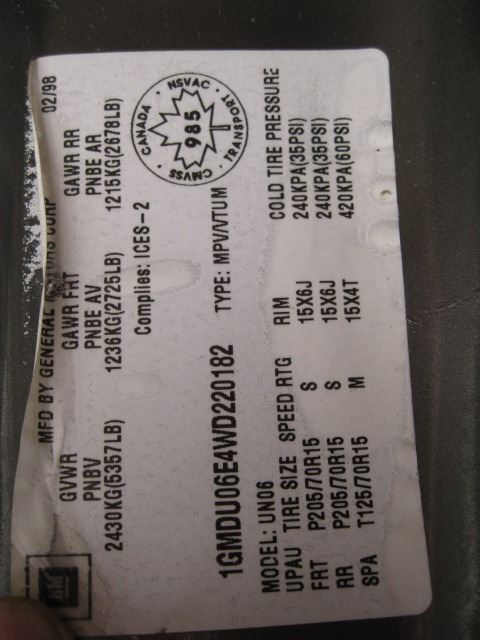 GM
MFD BY GENERAL MOTORS CORP 02/98
GVWR GAWR FRT GAWR RR
PNBV PNBE AV PNBE AR
2430KG(5357LB) 1236KG(2725LB) 1215KG(2678LB)
Complies: ICES-2
CANADA · NSVAC · TRANSPORT · CMVSS
985
1GMDU06E4WD220182 TYPE: MPV/VTUM
MODEL: UN06
UPAU TIRE SIZE SPEED RTG RIM COLD TIRE PRESSURE
FRT P205/70R15 S 15X6J 240KPA(35PSI)
RR P205/70R15 S 15X6J 240KPA(35PSI)
SPA T125/70R15 M 15X4T 420KPA(60PSI)